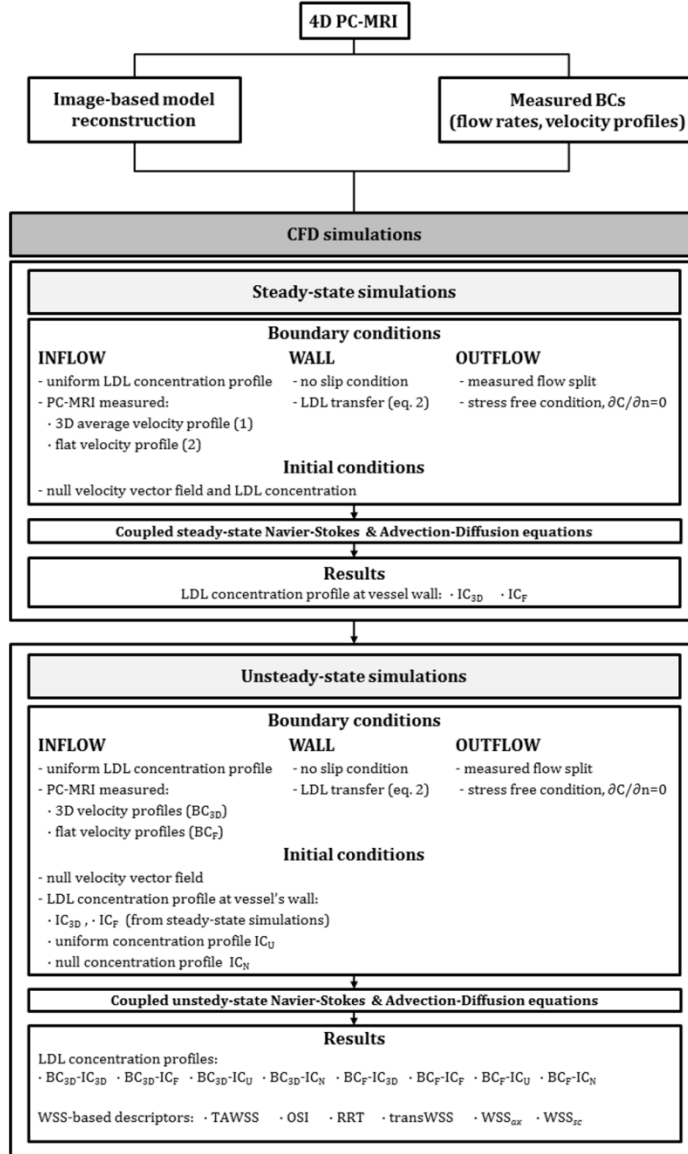 4D PC-MRI
Image-based model
reconstruction
Measured BCs
(flow rates, velocity profiles)
CFD simulations
Steady-state simulations
Boundary conditions
INFLOW WALL OUTFLOW
- uniform LDL concentration profile - no slip condition - measured flow split
- PC-MRI measured: - LDL transfer (eq. 2) - stress free condition, ∂C/∂n=0
· 3D average velocity profile (1)
· flat velocity profile (2)
Initial conditions
- null velocity vector field and LDL concentration
Coupled steady-state Navier-Stokes & Advection-Diffusion equations
Results
LDL concentration profile at vessel wall: · IC3D · ICF
Unsteady-state simulations
Boundary conditions
INFLOW WALL OUTFLOW
- uniform LDL concentration profile - no slip condition - measured flow split
- PC-MRI measured: - LDL transfer (eq. 2) - stress free condition, ∂C/∂n=0
· 3D velocity profiles (BC3D)
· flat velocity profiles (BCF)
Initial conditions
- null velocity vector field
- LDL concentration profile at vessel's wall:
· IC3D , · ICF (from steady-state simulations)
· uniform concentration profile ICU
· null concentration profile ICN
Coupled unstedy-state Navier-Stokes & Advection-Diffusion equations
Results
LDL concentration profiles:
· BC3D-IC3D · BC3D-ICF · BC3D-ICU · BC3D-ICN · BCF-IC3D · BCF-ICF · BCF-ICU · BCF-ICN
WSS-based descriptors: · TAWSS · OSI · RRT · transWSS · WSSax · WSSsc